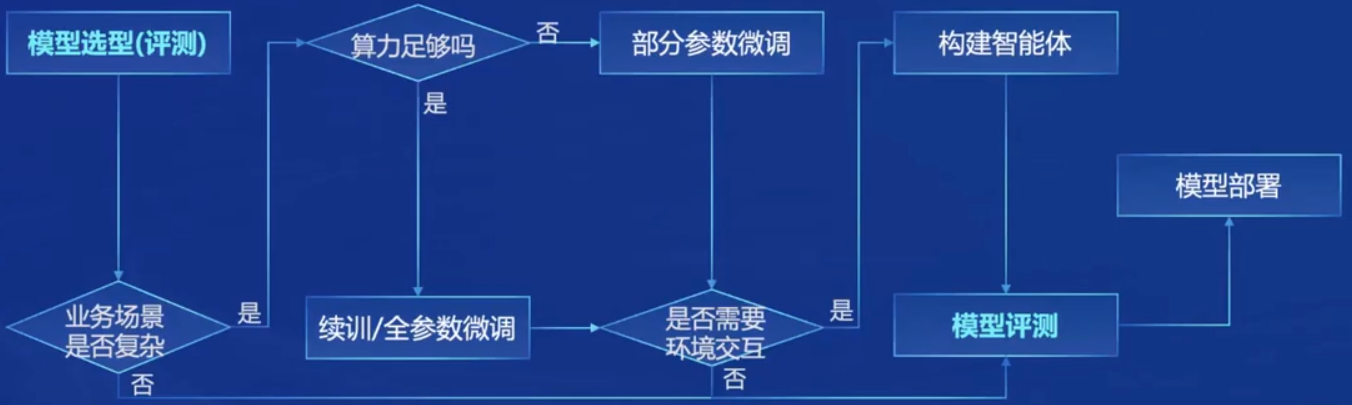 模型选型(评测)
算力足够吗
否
部分参数微调
构建智能体
是
模型部署
业务场景
是否复杂
是
续训/全参数微调
是否需要
环境交互
是
模型评测
否
否